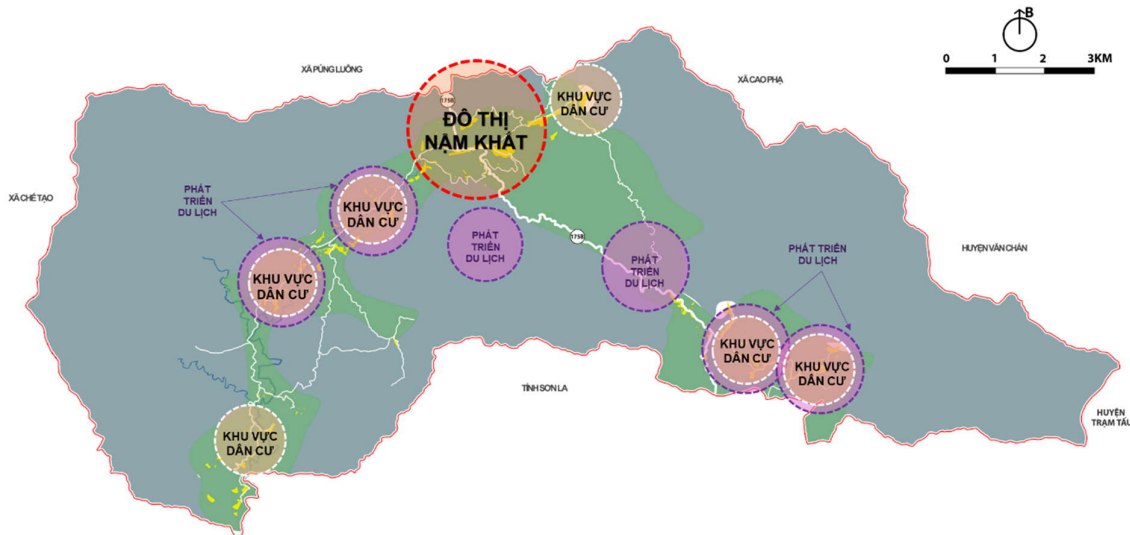 B
0 1 2 3KM
XÃ PÚNG LUÔNG
XÃ CAO PHẠ
175B
ĐÔ THỊ
NẬM KHẮT
KHU VỰC
DÂN CƯ
PHÁT
TRIỂN
DU LỊCH
XÃ CHẾ TẠO
KHU VỰC
DÂN CƯ
PHÁT
TRIỂN
DU LỊCH
175B
PHÁT
TRIỂN
DU LỊCH
PHÁT TRIỂN
DU LỊCH
HUYỆN VĂN CHẤN
KHU VỰC
DÂN CƯ
KHU VỰC
DÂN CƯ
KHU VỰC
DÂN CƯ
TỈNH SƠN LA
HUYỆN
TRẠM TẤU
KHU VỰC
DÂN CƯ